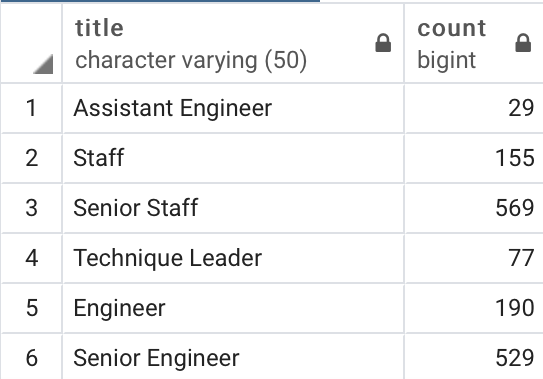 title count
character varying (50) bigint
1 Assistant Engineer 29
2 Staff 155
3 Senior Staff 569
4 Technique Leader 77
5 Engineer 190
6 Senior Engineer 529